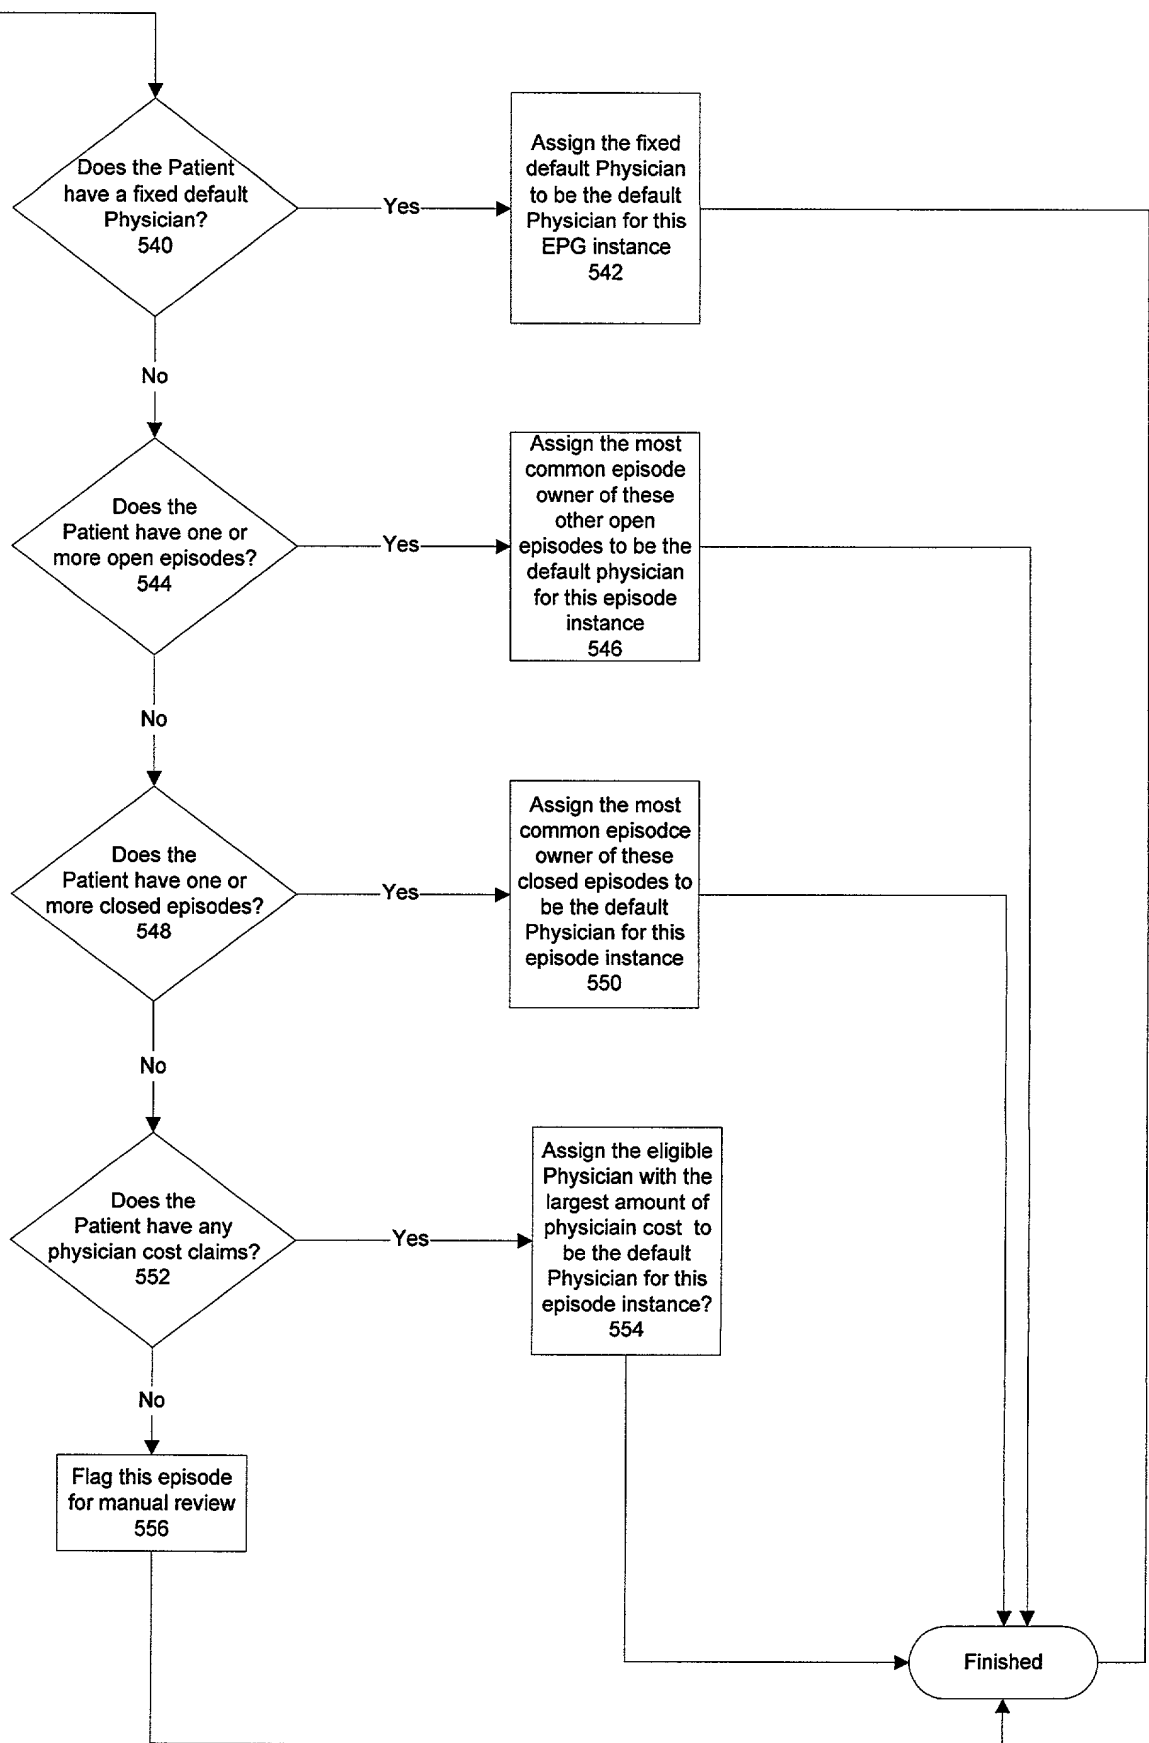 Does the Patient
have a fixed default
Physician?
540
Yes
Assign the fixed
default Physician
to be the default
Physician for this
EPG instance
542
No
Does the
Patient have one or
more open episodes?
544
Yes
Assign the most
common episode
owner of these
other open
episodes to be the
default physician
for this episode
instance
546
No
Does the
Patient have one or
more closed episodes?
548
Yes
Assign the most
common episodce
owner of these
closed episodes to
be the default
Physician for this
episode instance
550
No
Does the
Patient have any
physician cost claims?
552
Yes
Assign the eligible
Physician with the
largest amount of
physiciain cost to
be the default
Physician for this
episode instance?
554
No
Flag this episode
for manual review
556
Finished